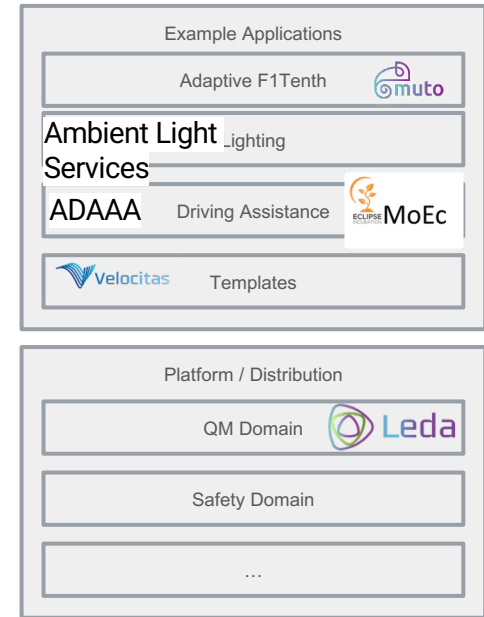 Example Applications
Adaptive F1Tenth
muto
Ambient Light
Lighting
Services
ADAAA
Driving Assistance
ECLIPSE
INCUBATION
MoEc
Velocitas
Templates
Platform / Distribution
QM Domain
Leda
Safety Domain
…